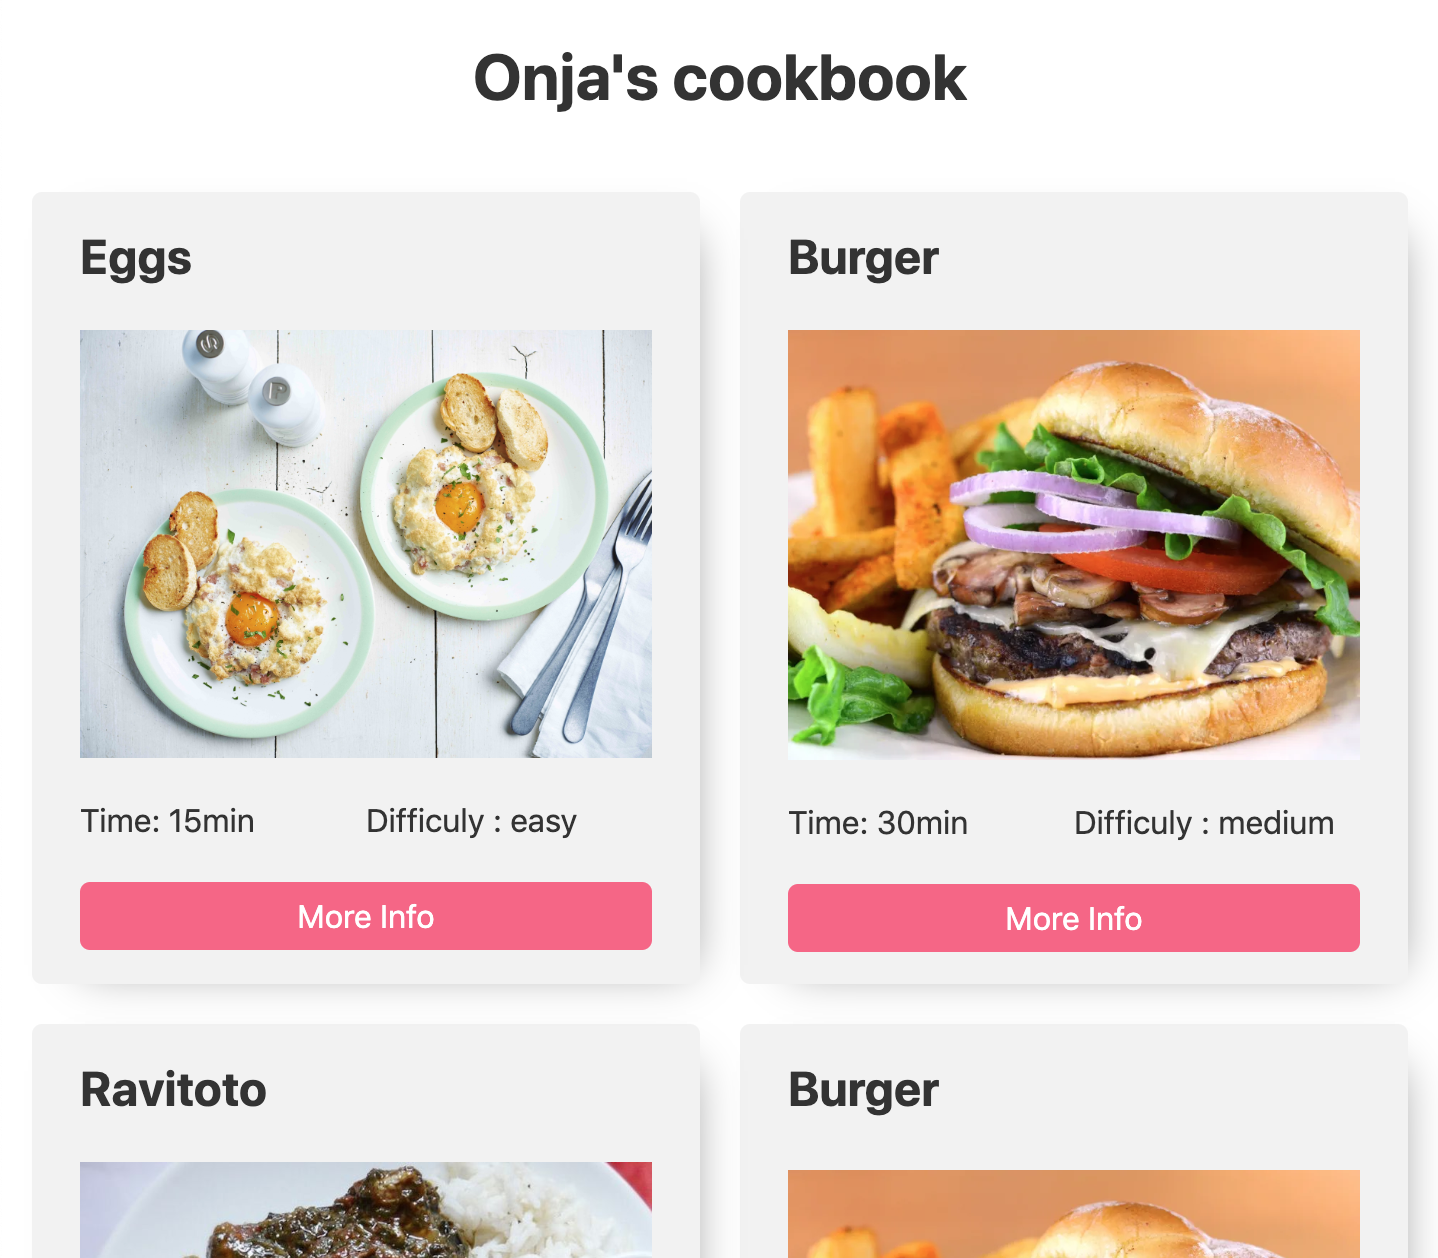 Onja's cookbook
Eggs
Burger
Time: 15min
Difficuly : easy
Time: 30min
Difficuly : medium
More Info
More Info
Ravitoto
Burger